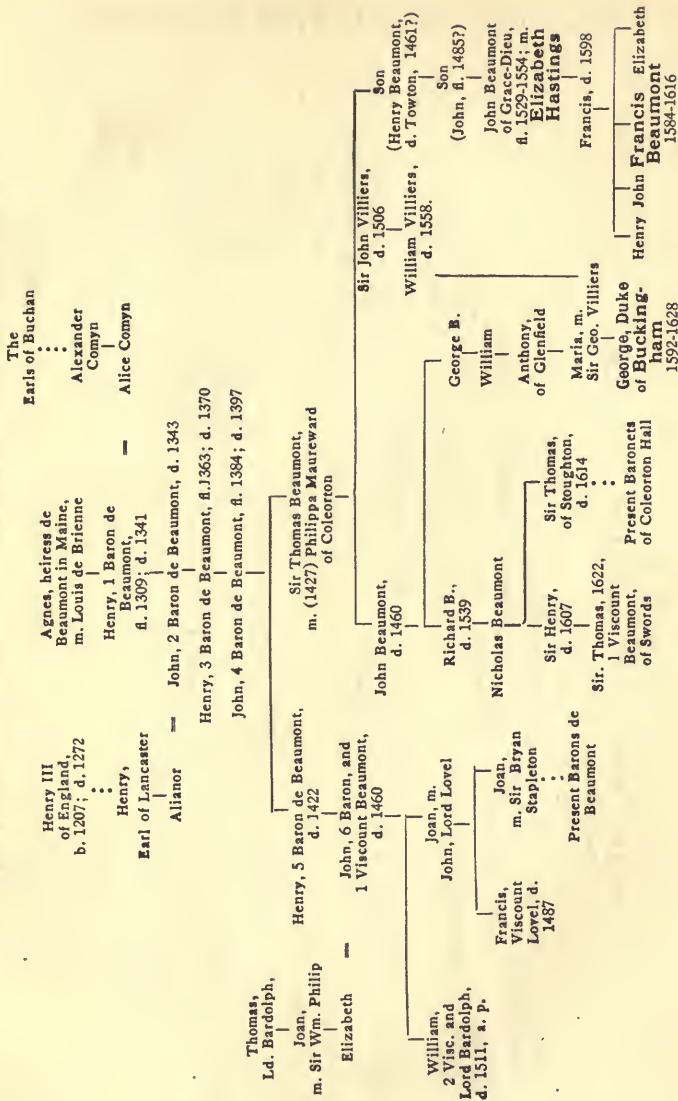 The
Earls of Buchan
Alexander
Comyn
Alice Comyn
Agnes, heiress de
Beaumont in Maine,
m. Louis de Brienne
Henry, 1 Baron de
Beaumont,
fl. 1309; d. 1341
=
Henry III
of England,
b. 1207; d. 1272
Henry,
Earl of Lancaster
Alianor
=
John, 2 Baron de Beaumont, d. 1343
Henry, 3 Baron de Beaumont, fl.1363; d. 1370
John, 4 Baron de Beaumont, fl. 1384; d. 1397
Thomas,
Ld. Bardolph,
Joan,
m. Sir Wm. Philip
Elizabeth
=
Henry, 5 Baron de Beaumont,
d. 1422
John, 6 Baron, and
1 Viscount Beaumont,
d. 1460
William,
2 Visc. and
Lord Bardolph,
d. 1511, a. p.
Joan, m.
John, Lord Lovel
Francis,
Viscount
Lovel, d.
1487
Joan,
m. Sir Bryan
Stapleton
Present Barons de
Beaumont
Sir Thomas Beaumont,
m. (1427) Philippa Maureward
of Coleorton
John Beaumont,
d. 1460
Richard B.,
d. 1539
Nicholas Beaumont
Sir Henry,
d. 1607
Sir. Thomas, 1622,
1 Viscount
Beaumont,
of Swords
Sir Thomas,
of Stoughton,
d. 1614
Present Baronets
of Coleorton Hall
George B.
William
Anthony,
of Glenfield
Maria, m.
Sir Geo. Villiers
George, Duke
of Bucking-
ham
1592-1628
Sir John Villiers,
d. 1506
William Villiers,
d. 1558.
Son
(Henry Beaumont,
d. Towton, 1461?)
Son
(John, fl. 1485?)
John Beaumont
of Grace-Dieu,
fl. 1529-1554; m.
Elizabeth
Hastings
Francis, d. 1598
Henry John Francis Elizabeth
Beaumont
1584-1616